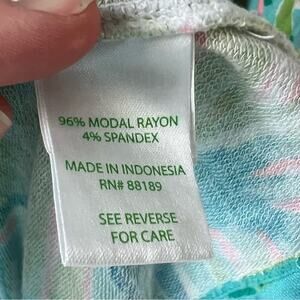 96% MODAL RAYON
4% SPANDEX
MADE IN INDONESIA
RN# 88189
SEE REVERSE
FOR CARE